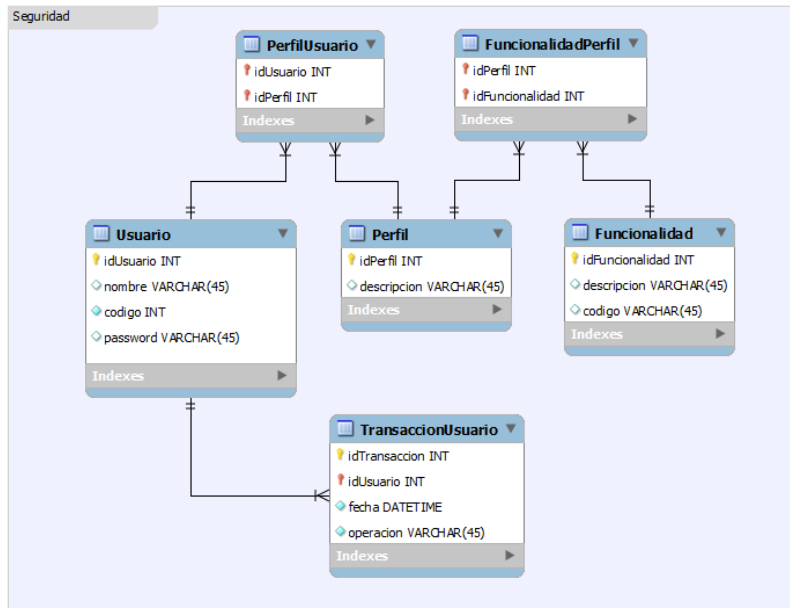 Seguridad
PerfilUsuario
idUsuario INT
idPerfil INT
Indexes
FuncionalidadPerfil
idPerfil INT
idFuncionalidad INT
Indexes
Usuario
idUsuario INT
nombre VARCHAR(45)
codigo INT
password VARCHAR(45)
Indexes
Perfil
idPerfil INT
descripcion VARCHAR(45)
Indexes
Funcionalidad
idFuncionalidad INT
descripcion VARCHAR(45)
codigo VARCHAR(45)
Indexes
TransaccionUsuario
idTransaccion INT
idUsuario INT
fecha DATETIME
operacion VARCHAR(45)
Indexes